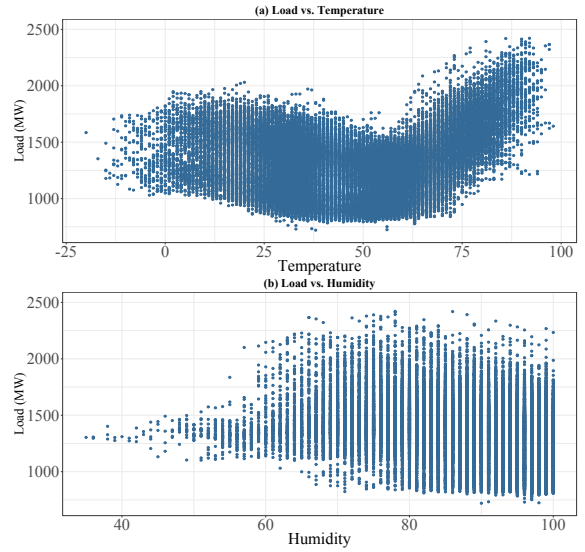 (a) Load vs. Temperature
2500
2000
1500
1000
Load (MW)
-25 0 25 50 75 100
Temperature
(b) Load vs. Humidity
2500
2000
1500
1000
Load (MW)
40 60 80 100
Humidity